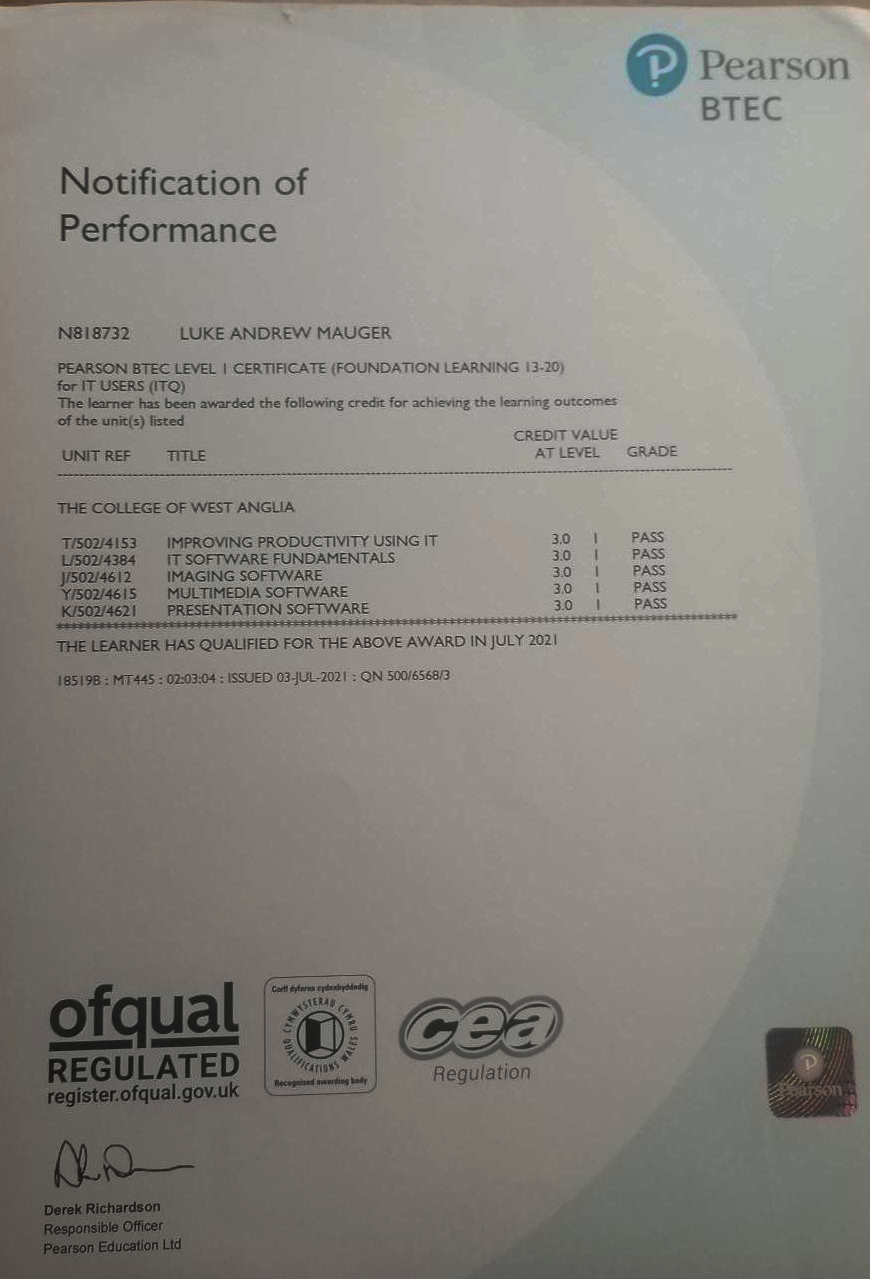 Pearson
BTEC
Notification of
Performance
N818732 LUKE ANDREW MAUGER
PEARSON BTEC LEVEL 1 CERTIFICATE (FOUNDATION LEARNING 13-20)
for IT USERS (ITQ)
The learner has been awarded the following credit for achieving the learning outcomes
of the unit(s) listed
UNIT REF TITLE CREDIT VALUE AT LEVEL GRADE
THE COLLEGE OF WEST ANGLIA
T/502/4153 IMPROVING PRODUCTIVITY USING IT 3.0 1 PASS
L/502/4384 IT SOFTWARE FUNDAMENTALS 3.0 1 PASS
J/502/4612 IMAGING SOFTWARE 3.0 1 PASS
Y/502/4615 MULTIMEDIA SOFTWARE 3.0 1 PASS
K/502/4621 PRESENTATION SOFTWARE 3.0 1 PASS
THE LEARNER HAS QUALIFIED FOR THE ABOVE AWARD IN JULY 2021
18519B : MT445 : 02:03:04 : ISSUED 03-JUL-2021 : QN 500/6568/3
ofqual
REGULATED
register.ofqual.gov.uk
Corff dyfarnu cydnabyddedig
CYMWYSTERAU CYMRU
QUALIFICATIONS WALES
Recognised awarding body
cea
Regulation
Pearson
Derek Richardson
Responsible Officer
Pearson Education Ltd